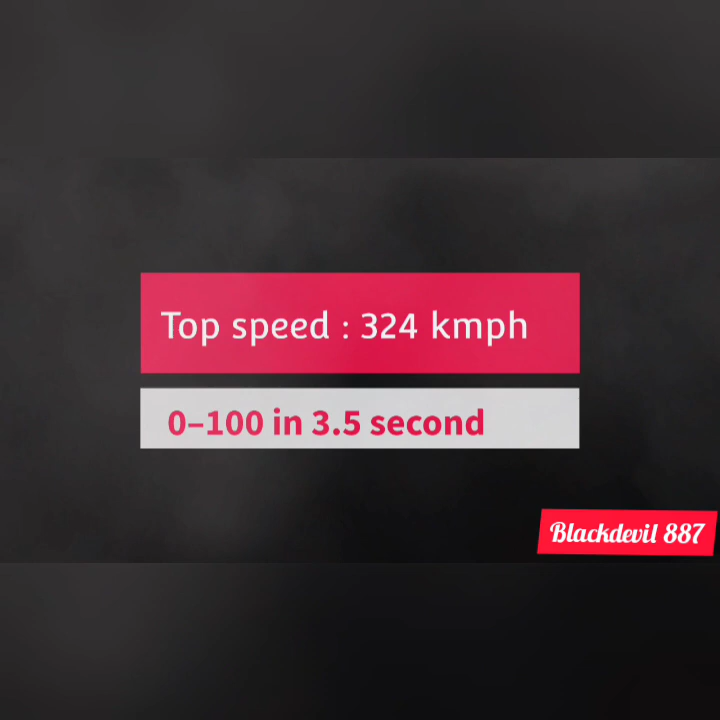 Top speed : 324 kmph
0–100 in 3.5 second
Blackdevil 887